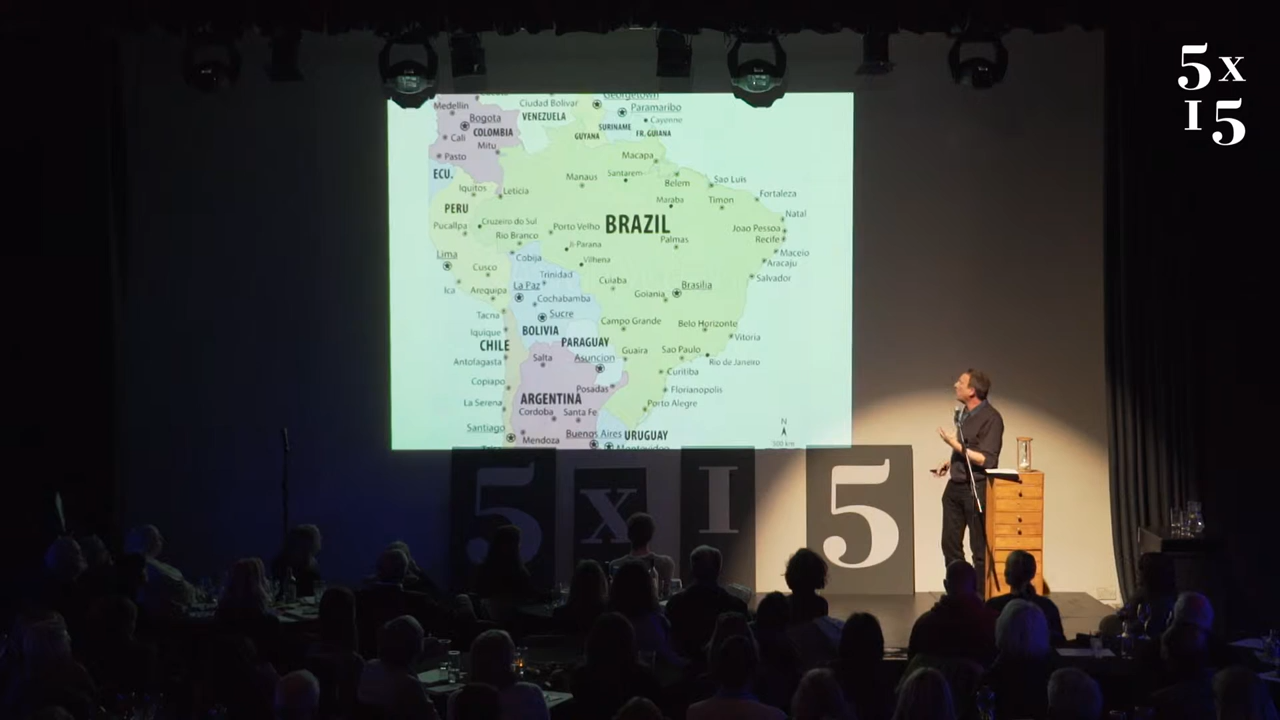 5 x
15
Georgetown
Medellin
Ciudad Bolivar
Paramaribo
Bogota
VENEZUELA
Cayenne
COLOMBIA
SURINAME
Cali
GUYANA
FR. GUIANA
Mitu
Pasto
Macapa
ECU.
Manaus
Santarem
Belem
Sao Luis
Iquitos
Leticia
Fortaleza
Maraba
Timon
PERU
Natal
Pucallpa
Cruzeiro do Sul
Porto Velho
BRAZIL
Joao Pessoa
Rio Branco
Palmas
Recife
Ji-Parana
Lima
Cobija
Vilhena
Maceio
Aracaju
Cusco
Trinidad
Salvador
Ica
Arequipa
La Paz
Cuiaba
Goiania
Brasilia
Cochabamba
Tacna
Sucre
Campo Grande
Belo Horizonte
Iquique
BOLIVIA
Vitoria
CHILE
PARAGUAY
Antofagasta
Salta
Asuncion
Guaira
Sao Paulo
Rio de Janeiro
Curitiba
Copiapo
Posadas
Florianopolis
La Serena
ARGENTINA
Porto Alegre
Cordoba
Santa Fe
Santiago
Mendoza
Buenos Aires
URUGUAY
N
500 km
Montevideo
5 x 1 5